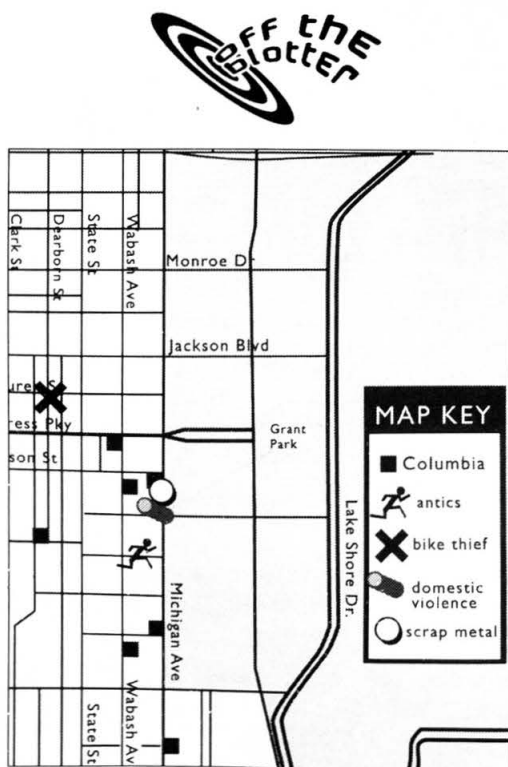 off the
blotter
Clark St
Dearborn St
State St
Wabash Ave
Monroe Dr
Jackson Blvd
Grant
Park
Lake Shore Dr.
Michigan Ave
State St
Wabash Av
MAP KEY
Columbia
antics
bike thief
domestic
violence
scrap metal